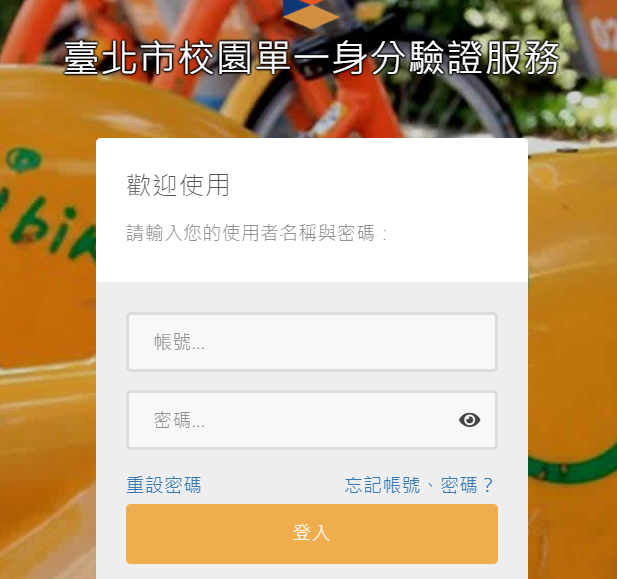 臺北市校園單一身分驗證服務
歡迎使用
請輸入您的使用者名稱與密碼：
帳號...
密碼...
重設密碼
忘記帳號、密碼？
登入